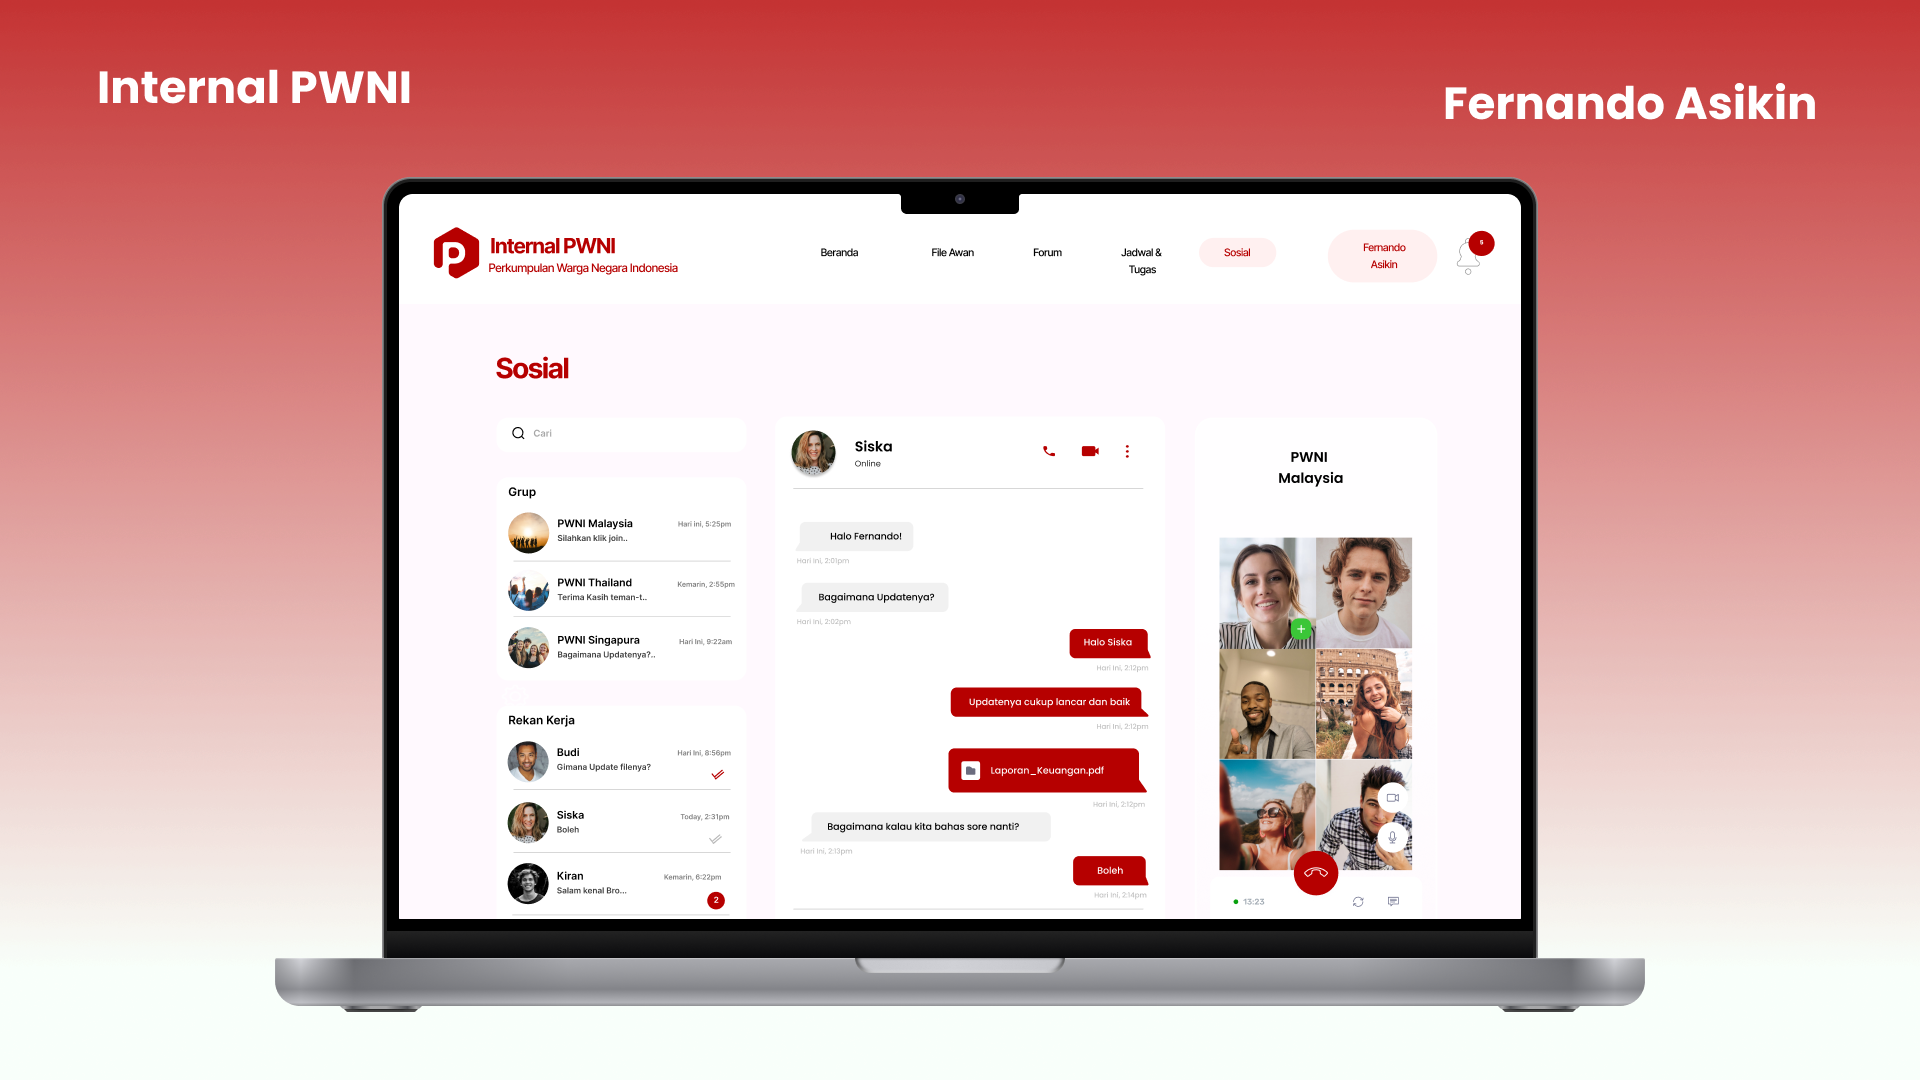 Internal PWNI
Fernando Asikin
Internal PWNI
Perkumpulan Warga Negara Indonesia
Beranda
File Awan
Forum
Jadwal &
Tugas
Sosial
Fernando
Asikin
5
Sosial
Cari
Grup
PWNI Malaysia
Hari ini, 5:25pm
Silahkan klik join..
PWNI Thailand
Kemarin, 2:55pm
Terima Kasih teman-t..
PWNI Singapura
Hari Ini, 9:22am
Bagaimana Updatenya?..
Rekan Kerja
Budi
Hari Ini, 8:56pm
Gimana Update filenya?
Siska
Today, 2:31pm
Boleh
Kiran
Kemarin, 6:22pm
Salam kenal Bro...
2
Siska
Online
Halo Fernando!
Hari Ini, 2:01pm
Bagaimana Updatenya?
Hari Ini, 2:02pm
Halo Siska
Hari Ini, 2:12pm
Updatenya cukup lancar dan baik
Hari Ini, 2:12pm
Laporan_Keuangan.pdf
Hari Ini, 2:12pm
Bagaimana kalau kita bahas sore nanti?
Hari Ini, 2:13pm
Boleh
Hari Ini, 2:14pm
PWNI
Malaysia
13:23